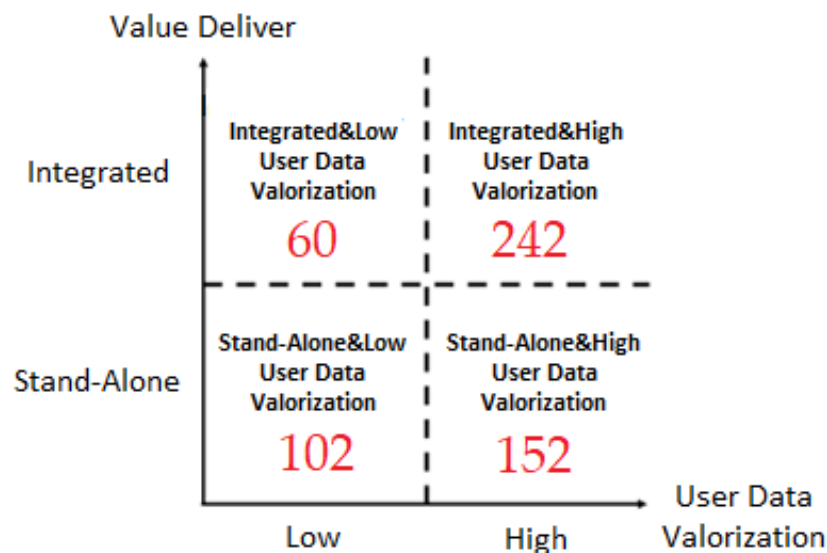 Value Deliver
Integrated
Integrated&Low
User Data
Valorization
60
Integrated&High
User Data
Valorization
242
Stand-Alone
Stand-Alone&Low
User Data
Valorization
102
Stand-Alone&High
User Data
Valorization
152
Low
High
User Data
Valorization